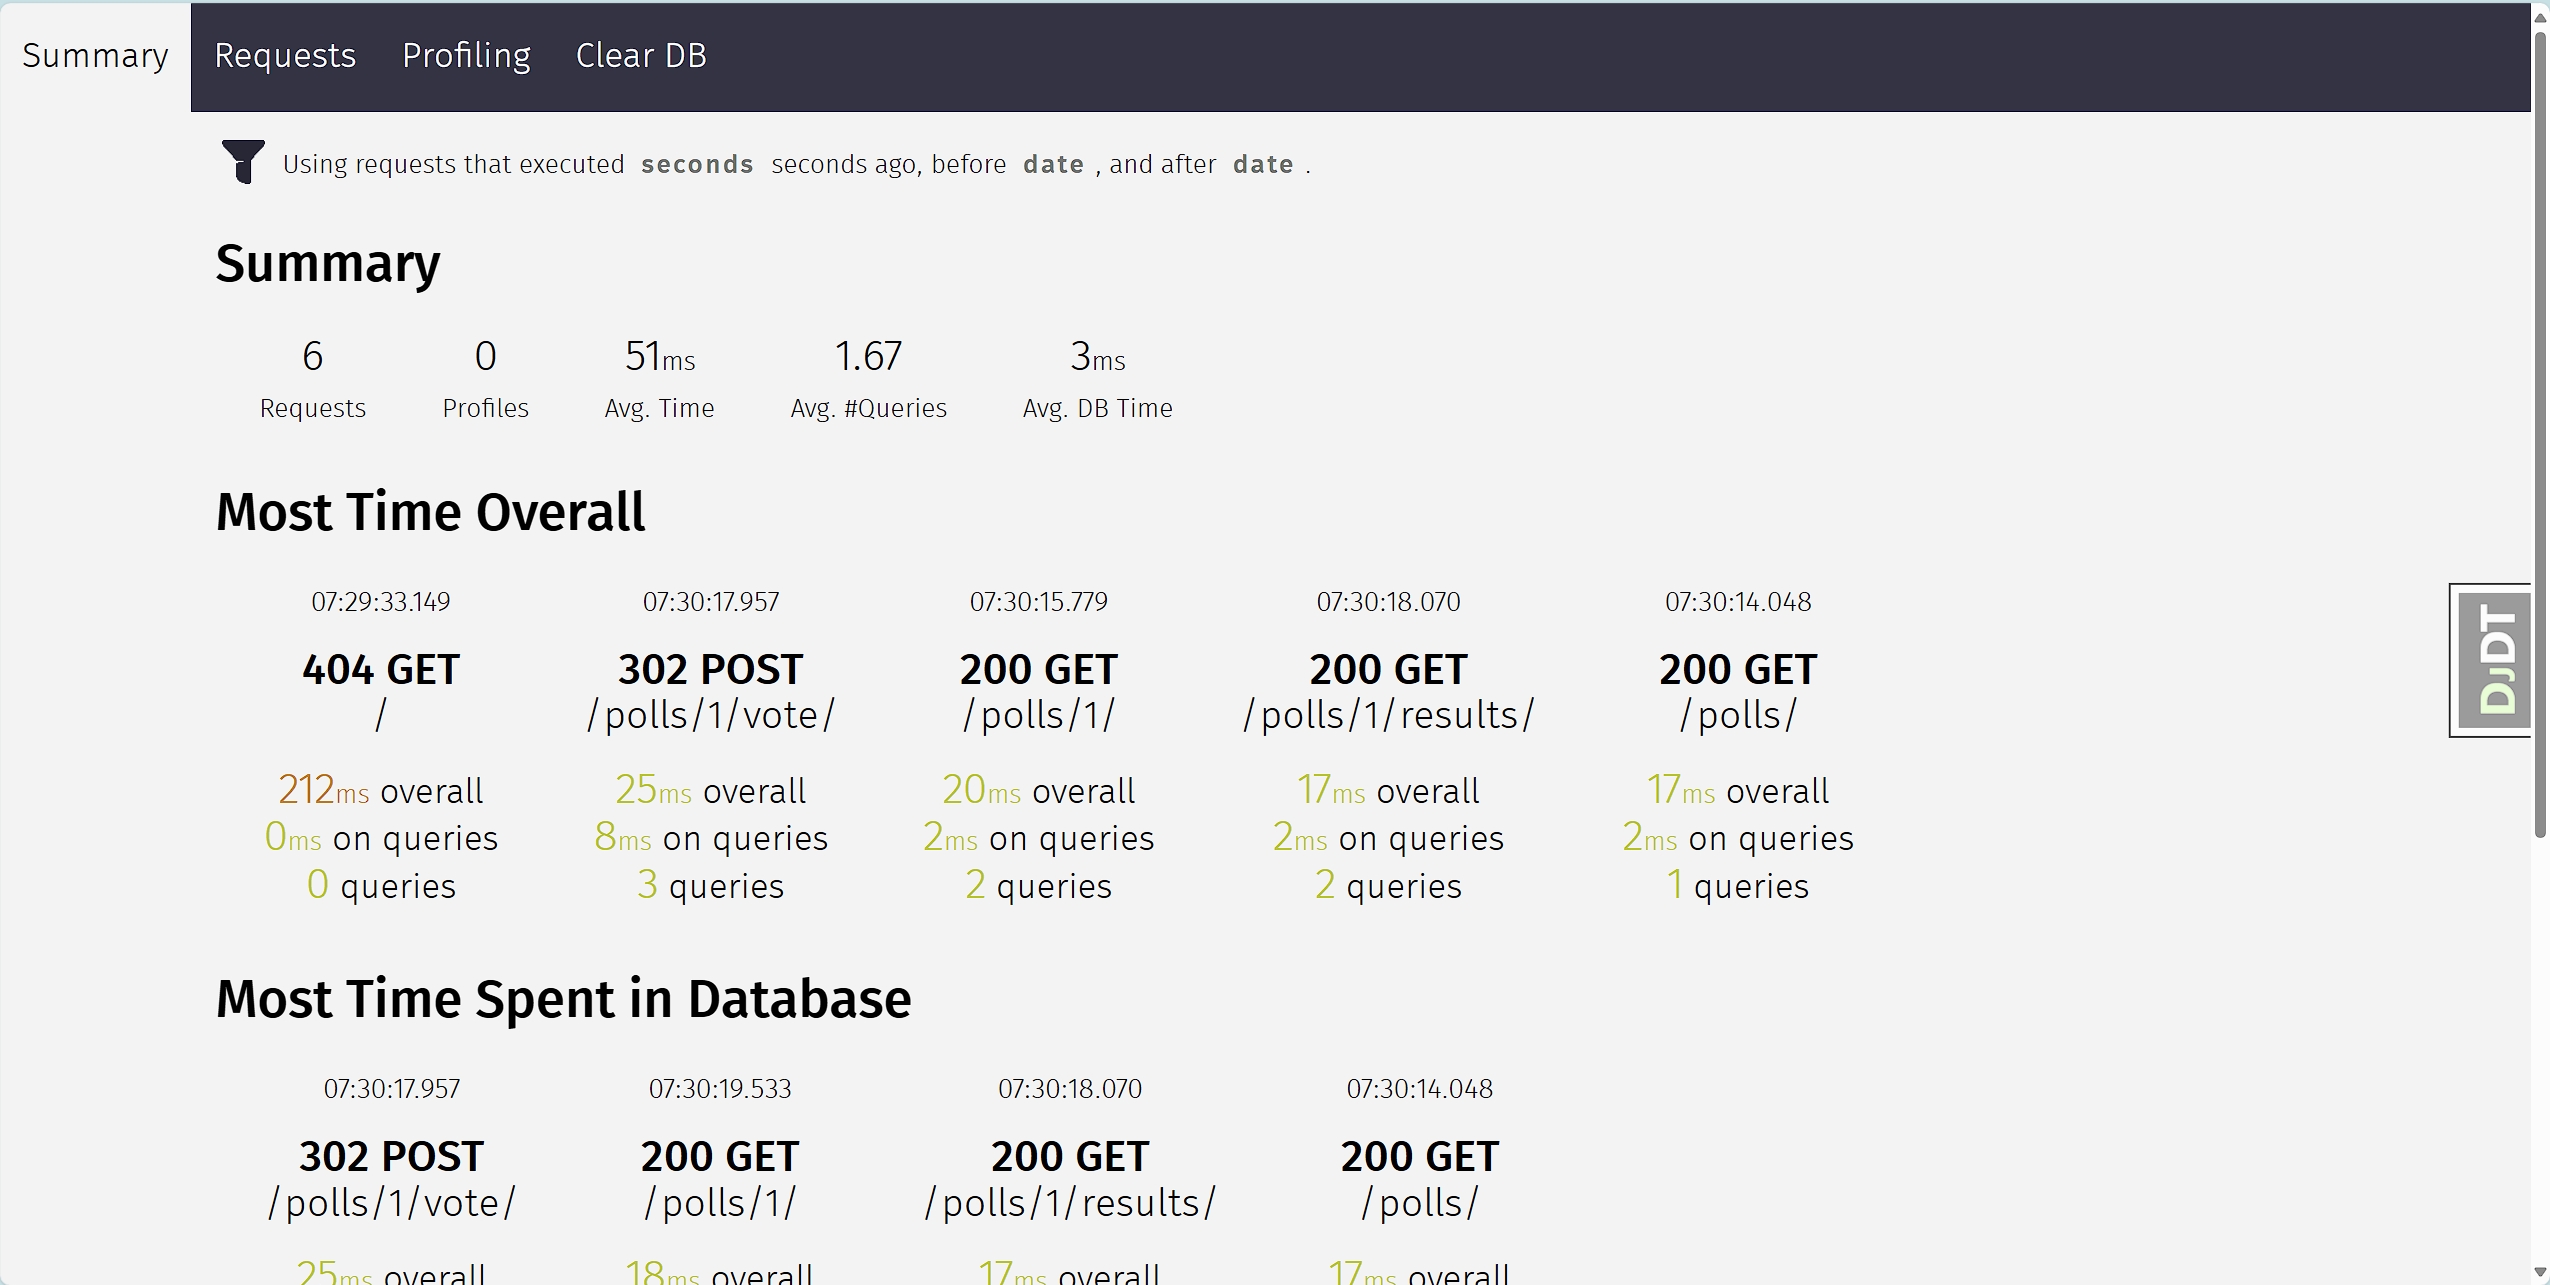 Summary Requests Profiling Clear DB
Using requests that executed seconds seconds ago, before date , and after date .
Summary
6 0 51ms 1.67 3ms
Requests Profiles Avg. Time Avg. #Queries Avg. DB Time
Most Time Overall
07:29:33.149 07:30:17.957 07:30:15.779 07:30:18.070 07:30:14.048
404 GET 302 POST 200 GET 200 GET 200 GET
/ /polls/1/vote/ /polls/1/ /polls/1/results/ /polls/
212ms overall 25ms overall 20ms overall 17ms overall 17ms overall
0ms on queries 8ms on queries 2ms on queries 2ms on queries 2ms on queries
0 queries 3 queries 2 queries 2 queries 1 queries
DJDT
Most Time Spent in Database
07:30:17.957 07:30:19.533 07:30:18.070 07:30:14.048
302 POST 200 GET 200 GET 200 GET
/polls/1/vote/ /polls/1/ /polls/1/results/ /polls/
25ms overall 18ms overall 17ms overall 17ms overall